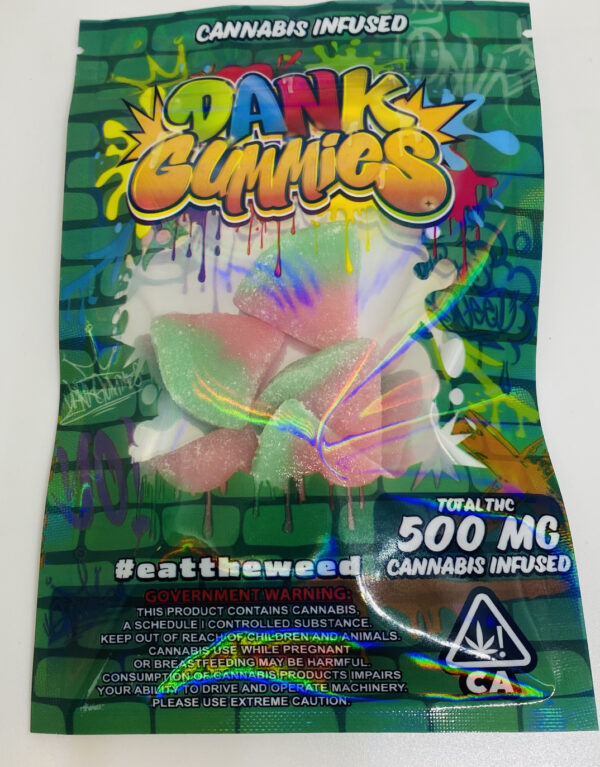 CANNABIS INFUSED
DANK
GUMMIES
TOTAL THC
500 MG
CANNABIS INFUSED
#eattheweed
GOVERNMENT WARNING:
THIS PRODUCT CONTAINS CANNABIS,
A SCHEDULE I CONTROLLED SUBSTANCE.
KEEP OUT OF REACH OF CHILDREN AND ANIMALS.
CANNABIS USE WHILE PREGNANT
OR BREASTFEEDING MAY BE HARMFUL
CONSUMPTION OF CANNABIS PRODUCTS IMPAIRS
YOUR ABILITY TO DRIVE AND OPERATE MACHINERY.
PLEASE USE EXTREME CAUTION.
!
CA